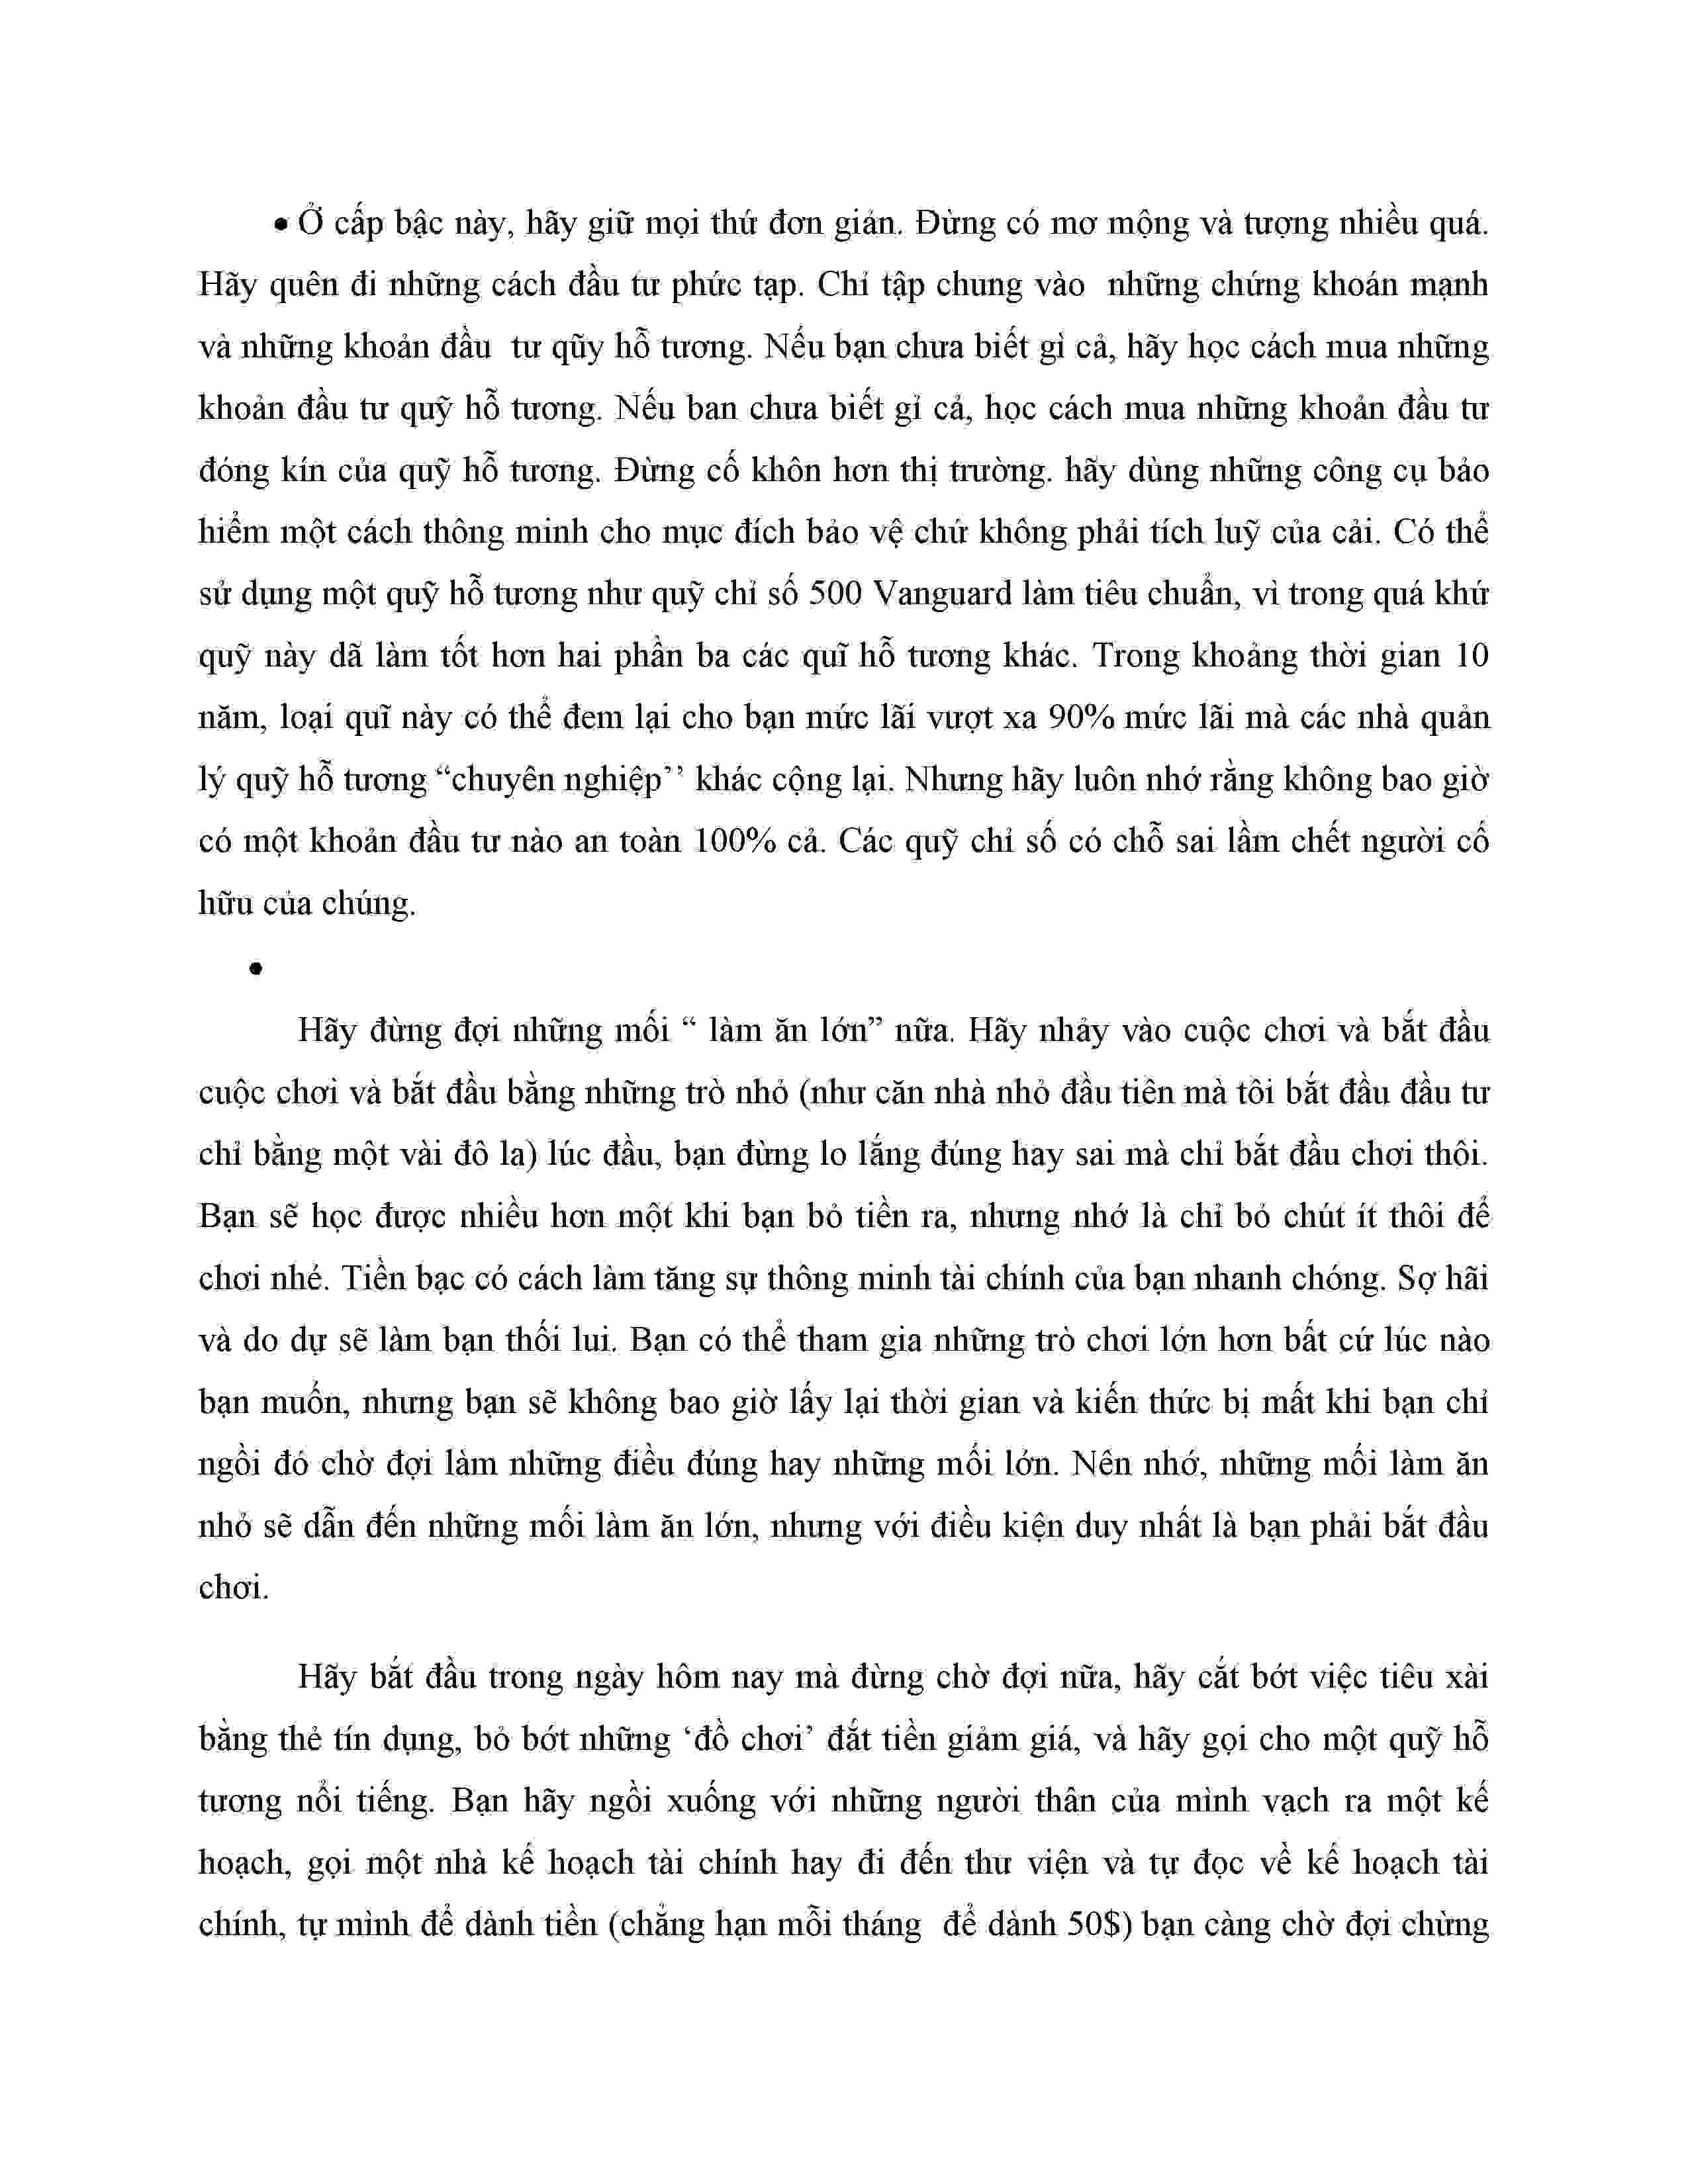 • Ở cấp bậc này, hãy giữ mọi thứ đơn giản. Đừng có mơ mộng và tượng nhiều quá.
Hãy quên đi những cách đầu tư phức tạp. Chỉ tập chung vào những chứng khoán mạnh
và những khoản đầu tư qũy hỗ tương. Nếu bạn chưa biết gì cả, hãy học cách mua những
khoản đầu tư quỹ hỗ tương. Nếu ban chưa biết gỉ cả, học cách mua những khoản đầu tư
đóng kín của quỹ hỗ tương. Đừng cố khôn hơn thị trường. hãy dùng những công cụ bảo
hiểm một cách thông minh cho mục đích bảo vệ chứ không phải tích luỹ của cải. Có thể
sử dụng một quỹ hỗ tương như quỹ chỉ số 500 Vanguard làm tiêu chuẩn, vì trong quá khứ
quỹ này dã làm tốt hơn hai phần ba các quĩ hỗ tương khác. Trong khoảng thời gian 10
năm, loại quĩ này có thể đem lại cho bạn mức lãi vượt xa 90% mức lãi mà các nhà quản
lý quỹ hỗ tương “chuyên nghiệp’’ khác cộng lại. Nhưng hãy luôn nhớ rằng không bao giờ
có một khoản đầu tư nào an toàn 100% cả. Các quỹ chỉ số có chỗ sai lầm chết người cố
hữu của chúng.
•
Hãy đừng đợi những mối “ làm ăn lớn” nữa. Hãy nhảy vào cuộc chơi và bắt đầu
cuộc chơi và bắt đầu bằng những trò nhỏ (như căn nhà nhỏ đầu tiên mà tôi bắt đầu đầu tư
chỉ bằng một vài đô la) lúc đầu, bạn đừng lo lắng đúng hay sai mà chỉ bắt đầu chơi thôi.
Bạn sẽ học được nhiều hơn một khi bạn bỏ tiền ra, nhưng nhớ là chỉ bỏ chút ít thôi để
chơi nhé. Tiền bạc có cách làm tăng sự thông minh tài chính của bạn nhanh chóng. Sợ hãi
và do dự sẽ làm bạn thối lui. Bạn có thể tham gia những trò chơi lớn hơn bất cứ lúc nào
bạn muốn, nhưng bạn sẽ không bao giờ lấy lại thời gian và kiến thức bị mất khi bạn chỉ
ngồi đó chờ đợi làm những điều đúng hay những mối lớn. Nên nhớ, những mối làm ăn
nhỏ sẽ dẫn đến những mối làm ăn lớn, nhưng với điều kiện duy nhất là bạn phải bắt đầu
chơi.
Hãy bắt đầu trong ngày hôm nay mà đừng chờ đợi nữa, hãy cắt bớt việc tiêu xài
bằng thẻ tín dụng, bỏ bớt những ‘đồ chơi’ đắt tiền giảm giá, và hãy gọi cho một quỹ hỗ
tương nổi tiếng. Bạn hãy ngồi xuống với những người thân của mình vạch ra một kế
hoạch, gọi một nhà kế hoạch tài chính hay đi đến thư viện và tự đọc về kế hoạch tài
chính, tự mình để dành tiền (chẳng hạn mỗi tháng để dành 50$) bạn càng chờ đợi chừng